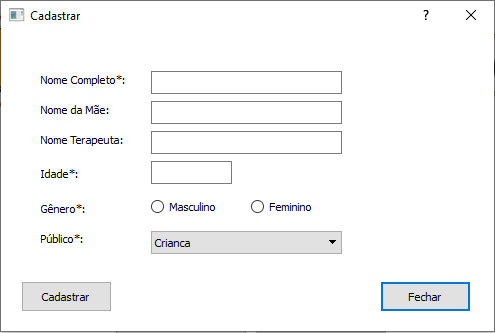 Cadastrar
?
Nome Completo*:
Nome da Mãe:
Nome Terapeuta:
Idade*:
Gênero*: Masculino Feminino
Público*: Crianca
Cadastrar Fechar